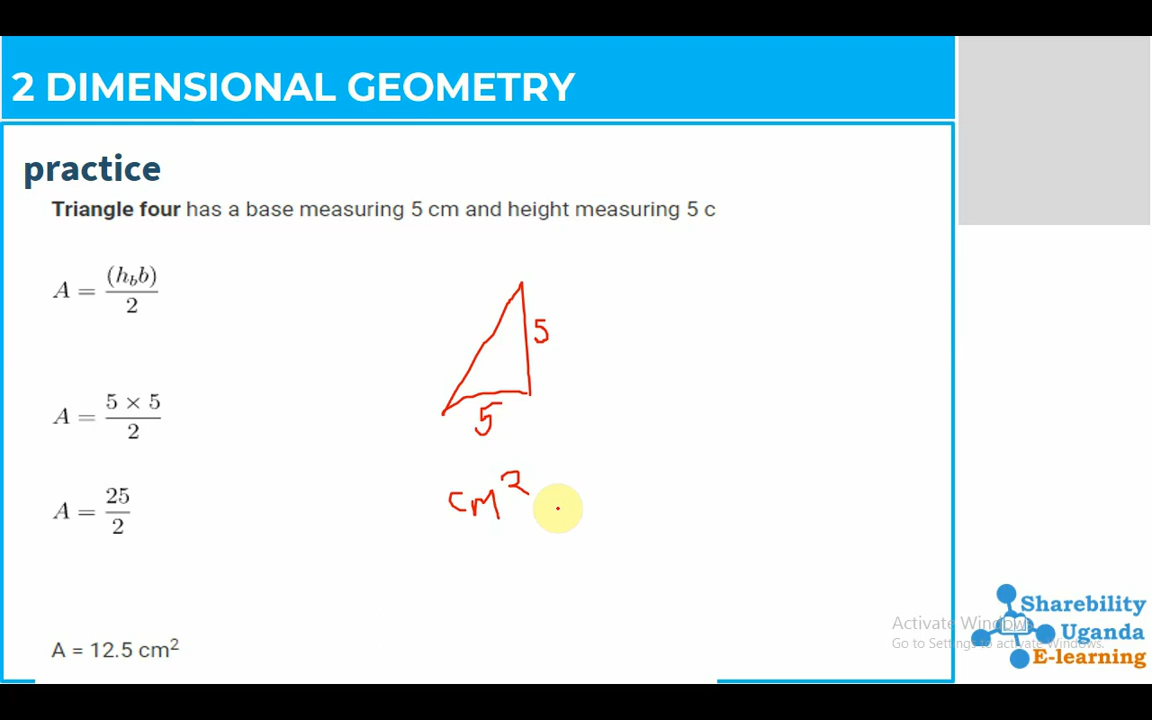 2 DIMENSIONAL GEOMETRY
practice
Triangle four has a base measuring 5 cm and height measuring 5 c
A = (h_b b) / 2
5
A = 5 × 5 / 2
5
cm²
A = 25 / 2
A = 12.5 cm²
Sharebility
Uganda
E-learning
Activate Windows
Go to Settings to activate Windows.